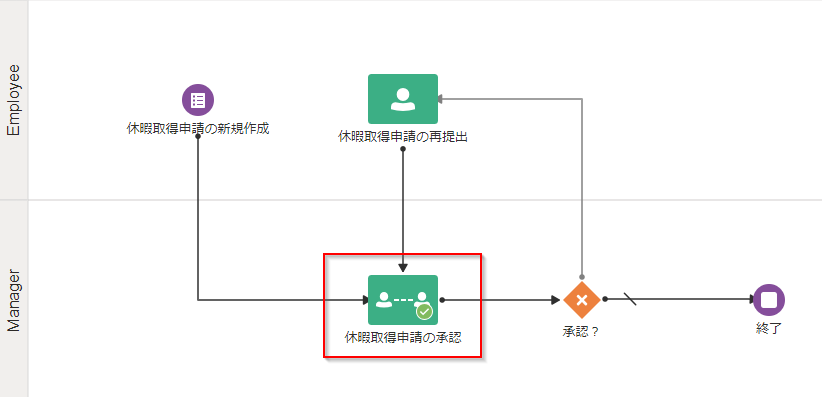 Employee
休暇取得申請の新規作成
休暇取得申請の再提出
Manager
休暇取得申請の承認
承認？
終了